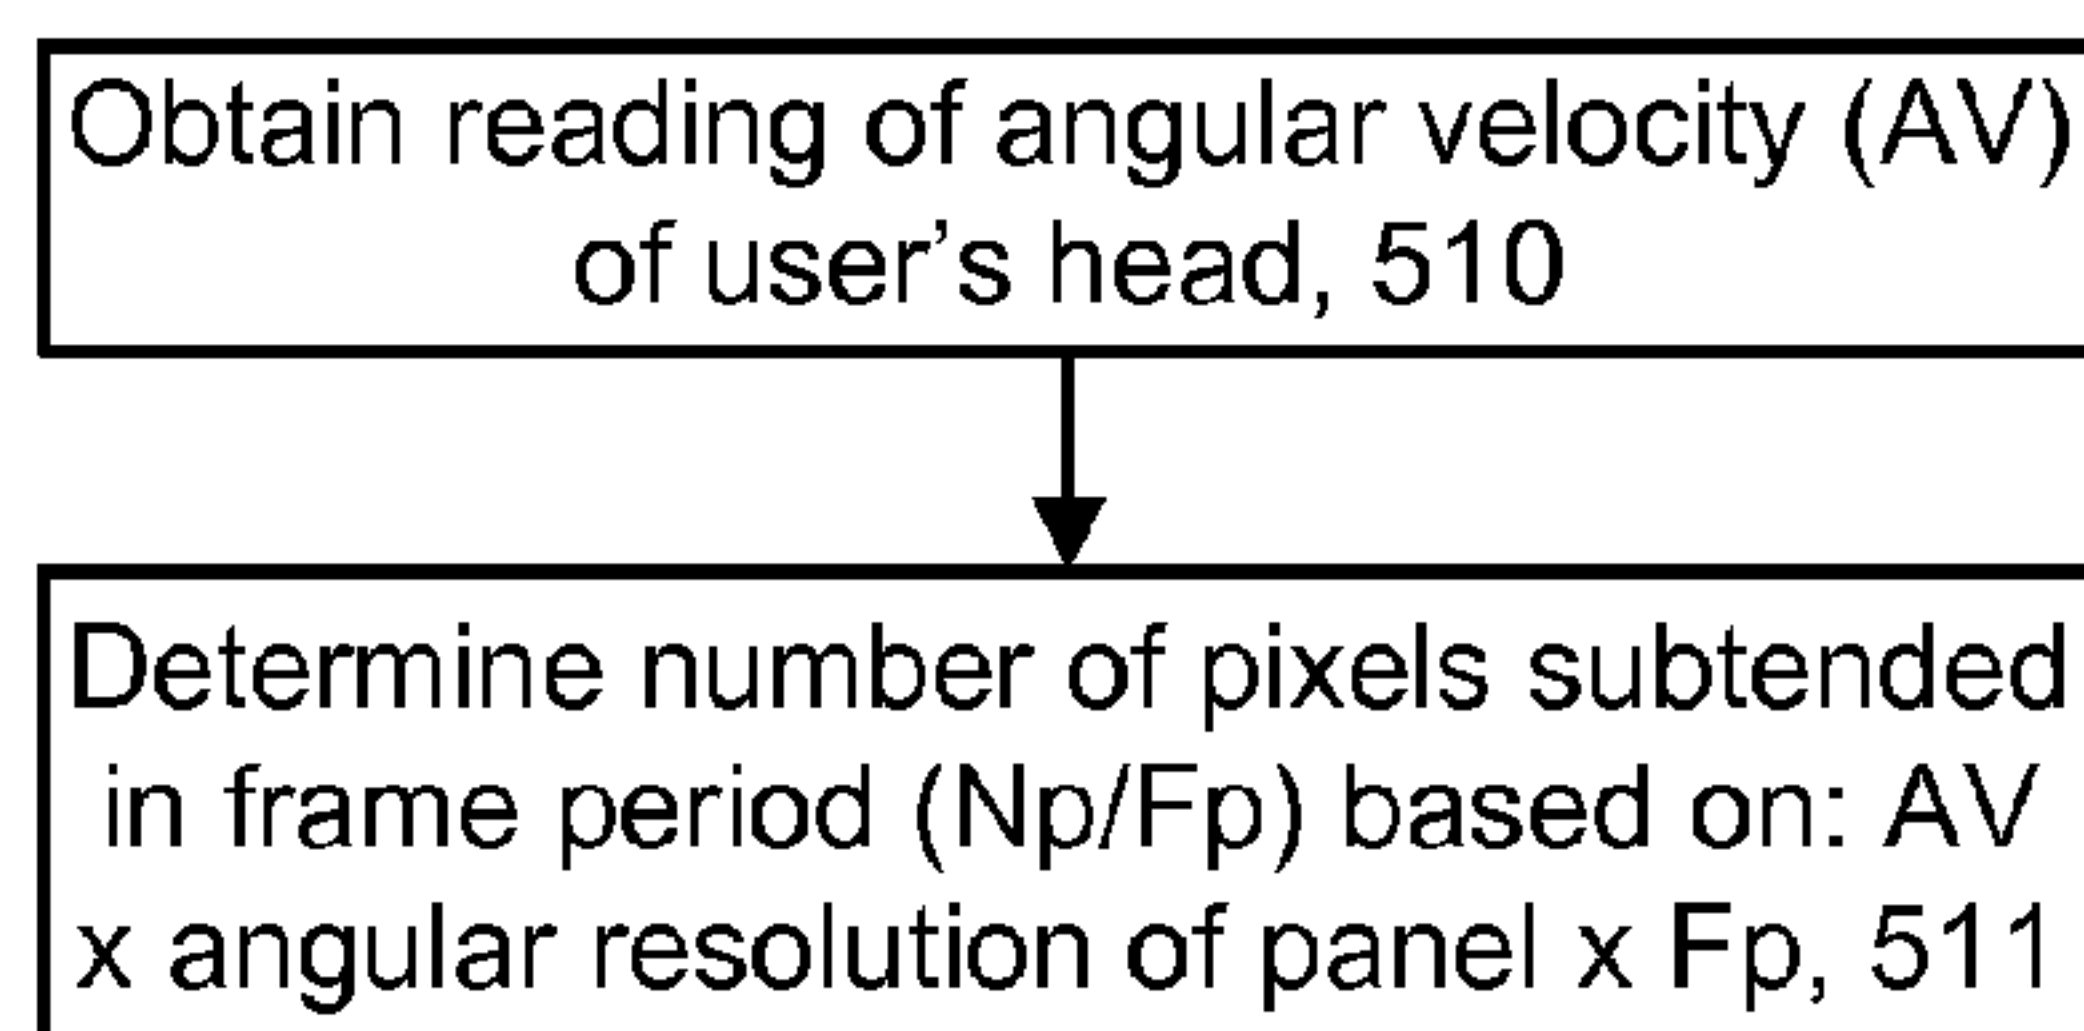 Obtain reading of angular velocity (AV)
of user’s head, 510
Determine number of pixels subtended
in frame period (Np/Fp) based on: AV
x angular resolution of panel x Fp, 511